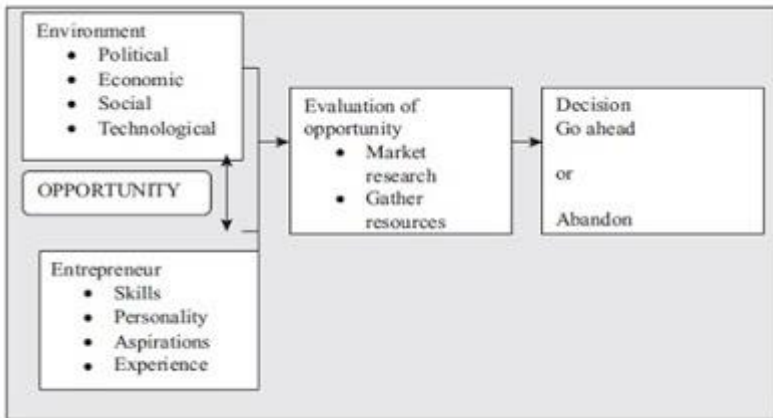 Environment
• Political
• Economic
• Social
• Technological
OPPORTUNITY
Entrepreneur
• Skills
• Personality
• Aspirations
• Experience
Evaluation of
opportunity
• Market
research
• Gather
resources
Decision
Go ahead
or
Abandon